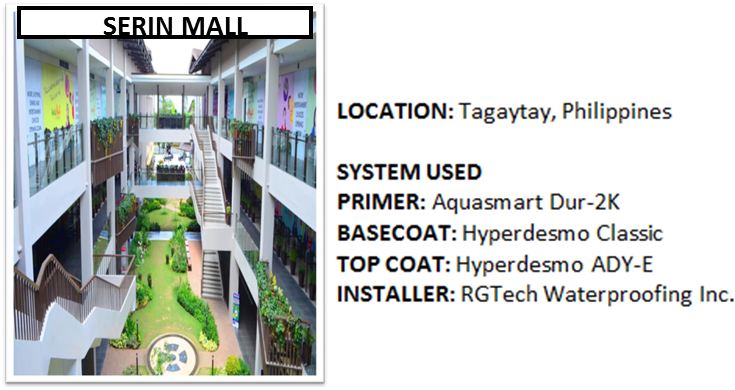 SERIN MALL
LOCATION: Tagaytay, Philippines
SYSTEM USED
PRIMER: Aquasmart Dur-2K
BASECOAT: Hyperdesmo Classic
TOP COAT: Hyperdesmo ADY-E
INSTALLER: RGTech Waterproofing Inc.